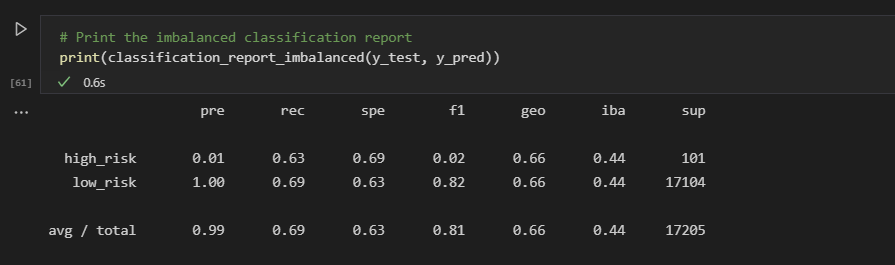 # Print the imbalanced classification report
print(classification_report_imbalanced(y_test, y_pred))
[61] ✓ 0.6s
... pre rec spe f1 geo iba sup
high_risk 0.01 0.63 0.69 0.02 0.66 0.44 101
low_risk 1.00 0.69 0.63 0.82 0.66 0.44 17104
avg / total 0.99 0.69 0.63 0.81 0.66 0.44 17205